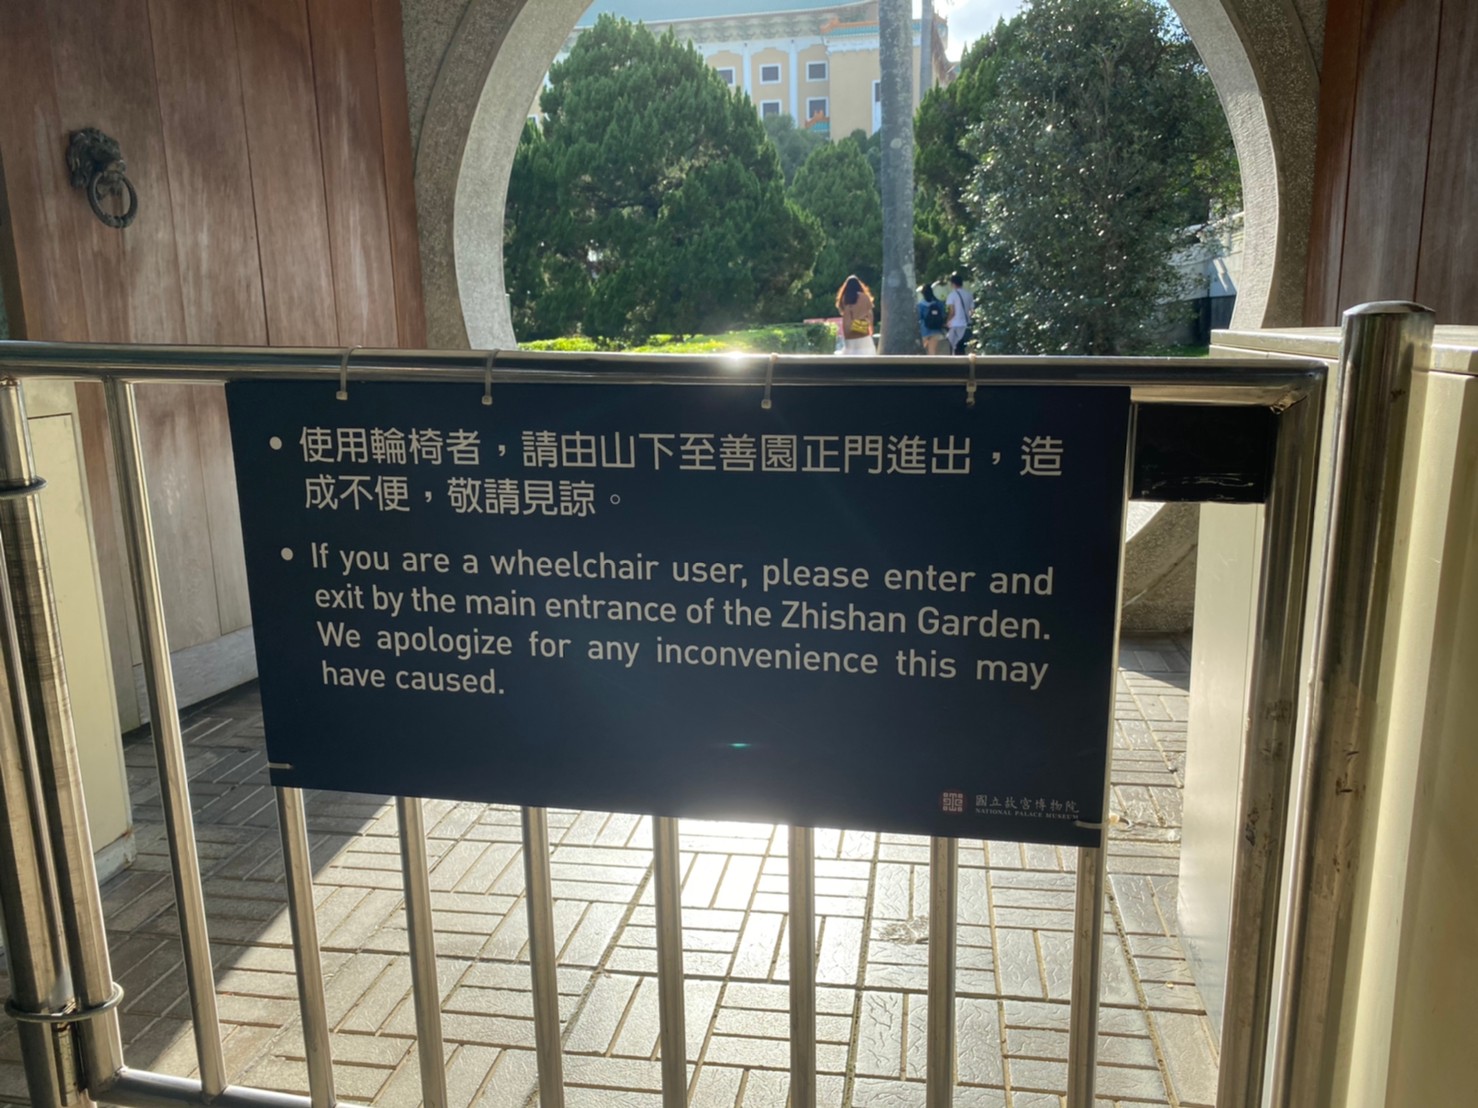 • 使用輪椅者，請由山下至善園正門進出，造
成不便，敬請見諒。
• If you are a wheelchair user, please enter and
exit by the main entrance of the Zhishan Garden.
We apologize for any inconvenience this may
have caused.
國立故宮博物院
NATIONAL PALACE MUSEUM